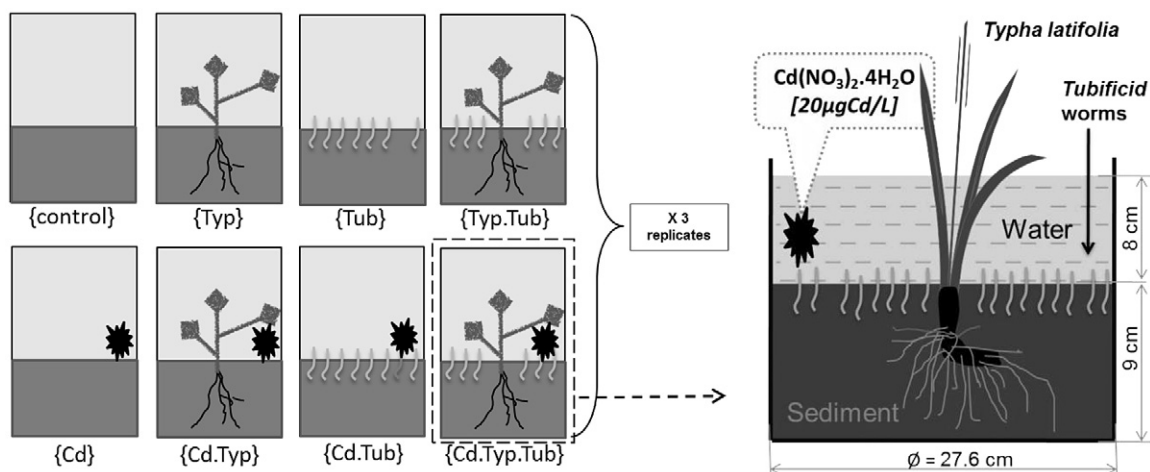 {control}
{Typ}
{Tub}
{Typ.Tub}
{Cd}
{Cd.Typ}
{Cd.Tub}
{Cd.Typ.Tub}
X 3
replicates
Cd(NO₃)₂.4H₂O
[20µgCd/L]
Typha latifolia
Tubificid
worms
Water
8 cm
Sediment
9 cm
Ø = 27.6 cm